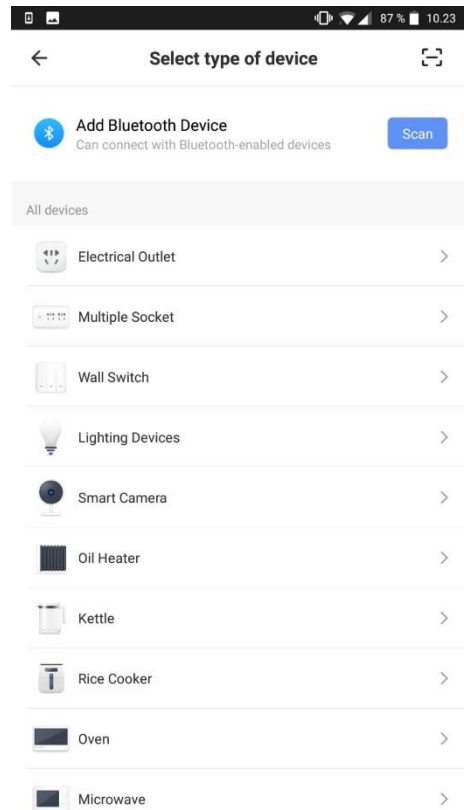 87 % 10.23
Select type of device
Add Bluetooth Device
Can connect with Bluetooth-enabled devices
Scan
All devices
Electrical Outlet
Multiple Socket
Wall Switch
Lighting Devices
Smart Camera
Oil Heater
Kettle
Rice Cooker
Oven
Microwave